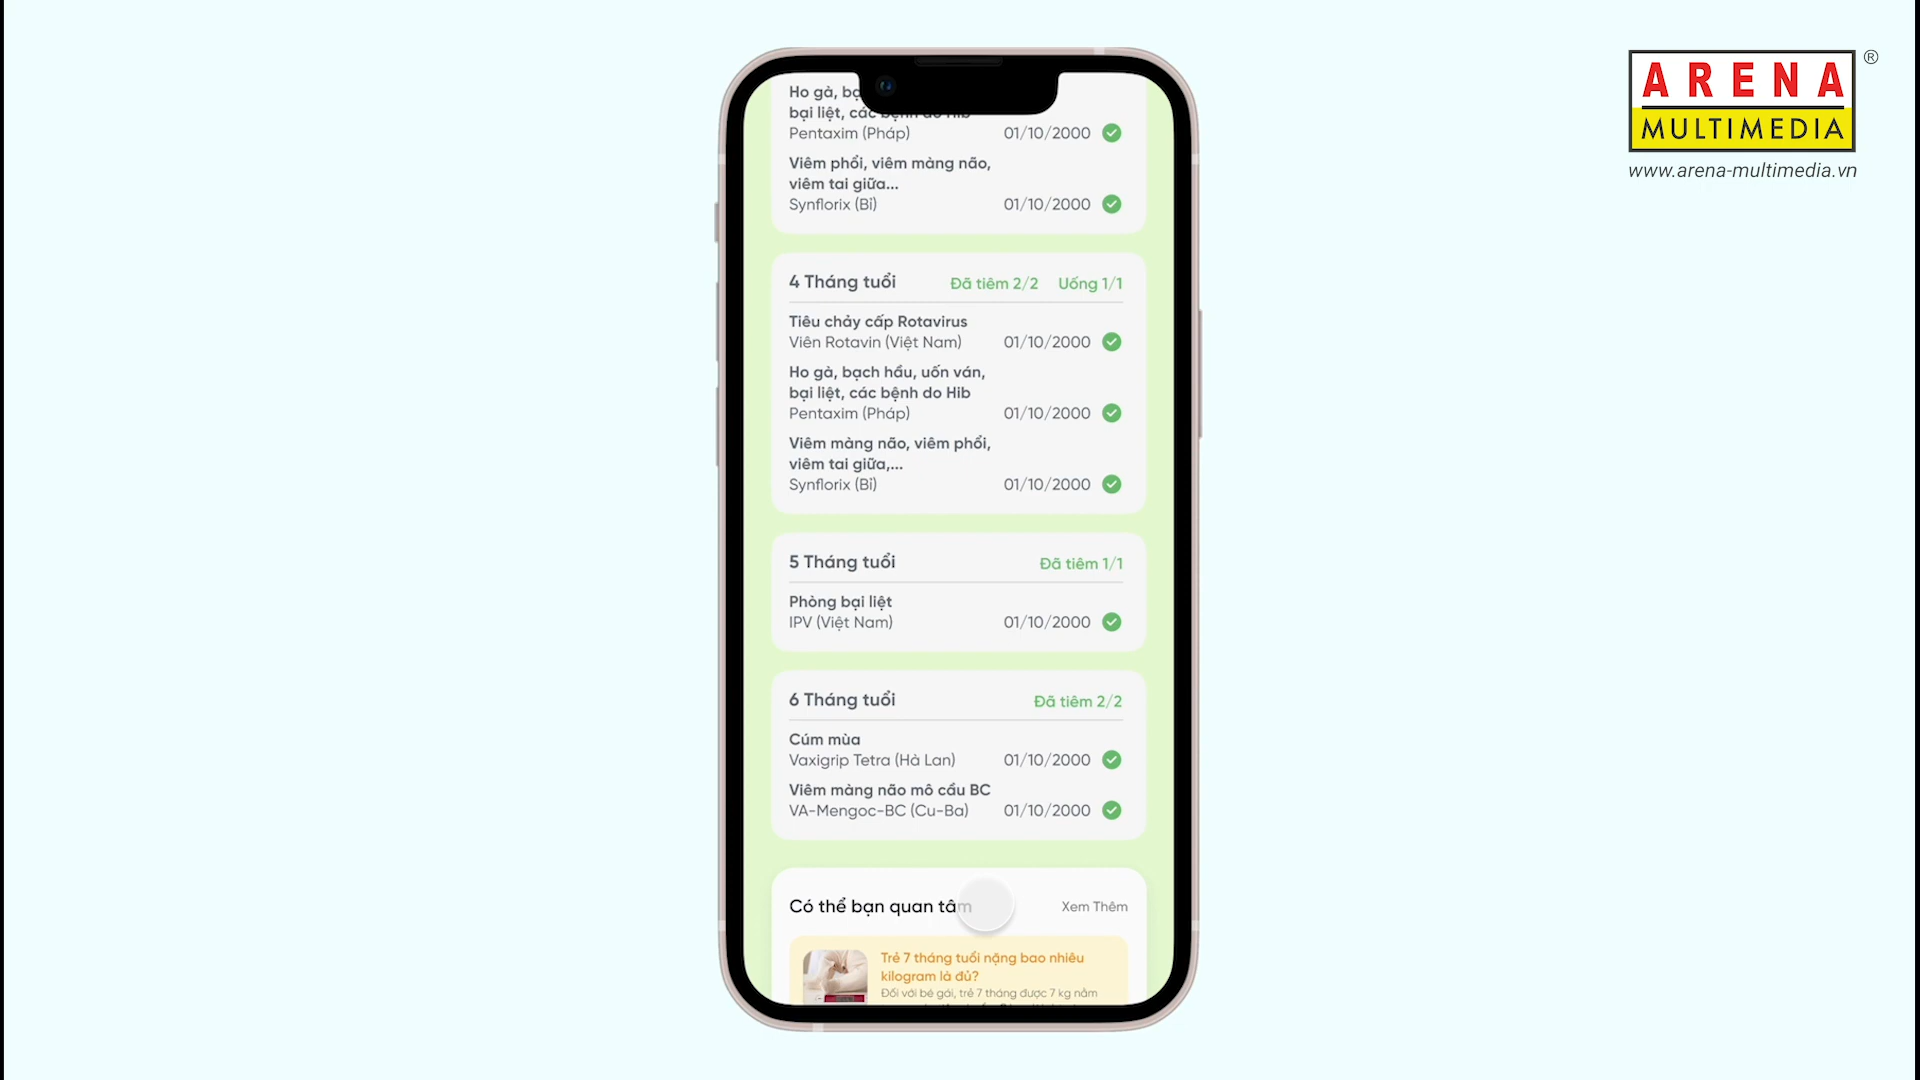 ARENA
MULTIMEDIA
®
www.arena-multimedia.vn
Ho gà, bạ
bại liệt, các bệnh do Hib
Pentaxim (Pháp) 01/10/2000
Viêm phổi, viêm màng não,
viêm tai giữa...
Synflorix (Bỉ) 01/10/2000
4 Tháng tuổi Đã tiêm 2/2 Uống 1/1
Tiêu chảy cấp Rotavirus
Viên Rotavin (Việt Nam) 01/10/2000
Ho gà, bạch hầu, uốn ván,
bại liệt, các bệnh do Hib
Pentaxim (Pháp) 01/10/2000
Viêm màng não, viêm phổi,
viêm tai giữa,...
Synflorix (Bỉ) 01/10/2000
5 Tháng tuổi Đã tiêm 1/1
Phòng bại liệt
IPV (Việt Nam) 01/10/2000
6 Tháng tuổi Đã tiêm 2/2
Cúm mùa
Vaxigrip Tetra (Hà Lan) 01/10/2000
Viêm màng não mô cầu BC
VA-Mengoc-BC (Cu-Ba) 01/10/2000
Có thể bạn quan tâm Xem Thêm
Trẻ 7 tháng tuổi nặng bao nhiêu
kilogram là đủ?
Đối với bé gái, trẻ 7 tháng được 7 kg nằm